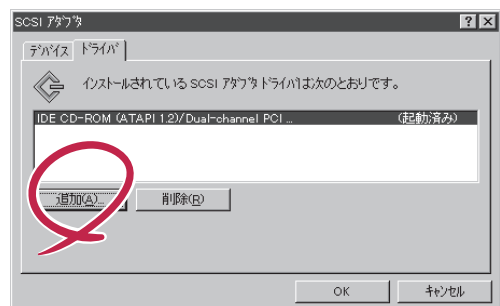 SCSI ｱﾀﾞﾌﾟﾀ
ﾃﾞﾊﾞｲｽ ﾄﾞﾗｲﾊﾞ
ｲﾝｽﾄｰﾙされている SCSI ｱﾀﾞﾌﾟﾀ ﾄﾞﾗｲﾊﾞは次のとおりです。
IDE CD-ROM (ATAPI 1.2)/Dual-channel PCI ... (起動済み)
追加(A)... 削除(R)
OK ｷｬﾝｾﾙ